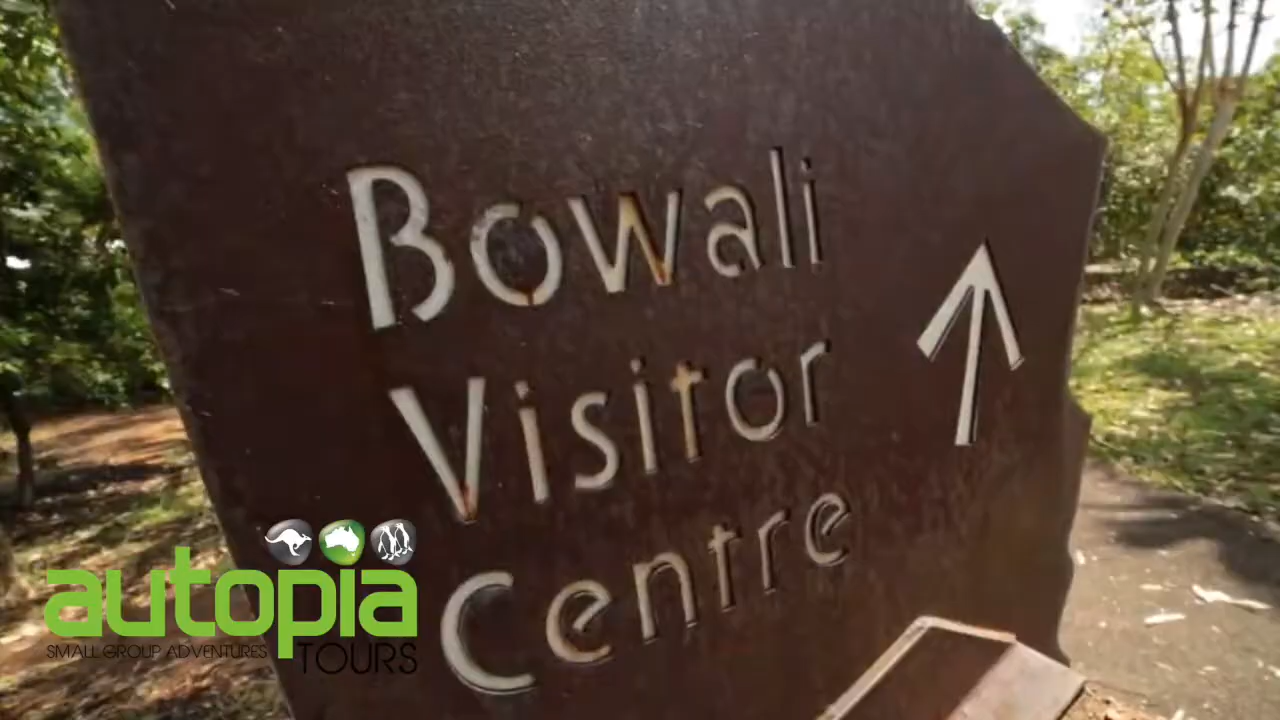 Bowali
Visitor
Centre
autopia
SMALL GROUP ADVENTURES
TOURS